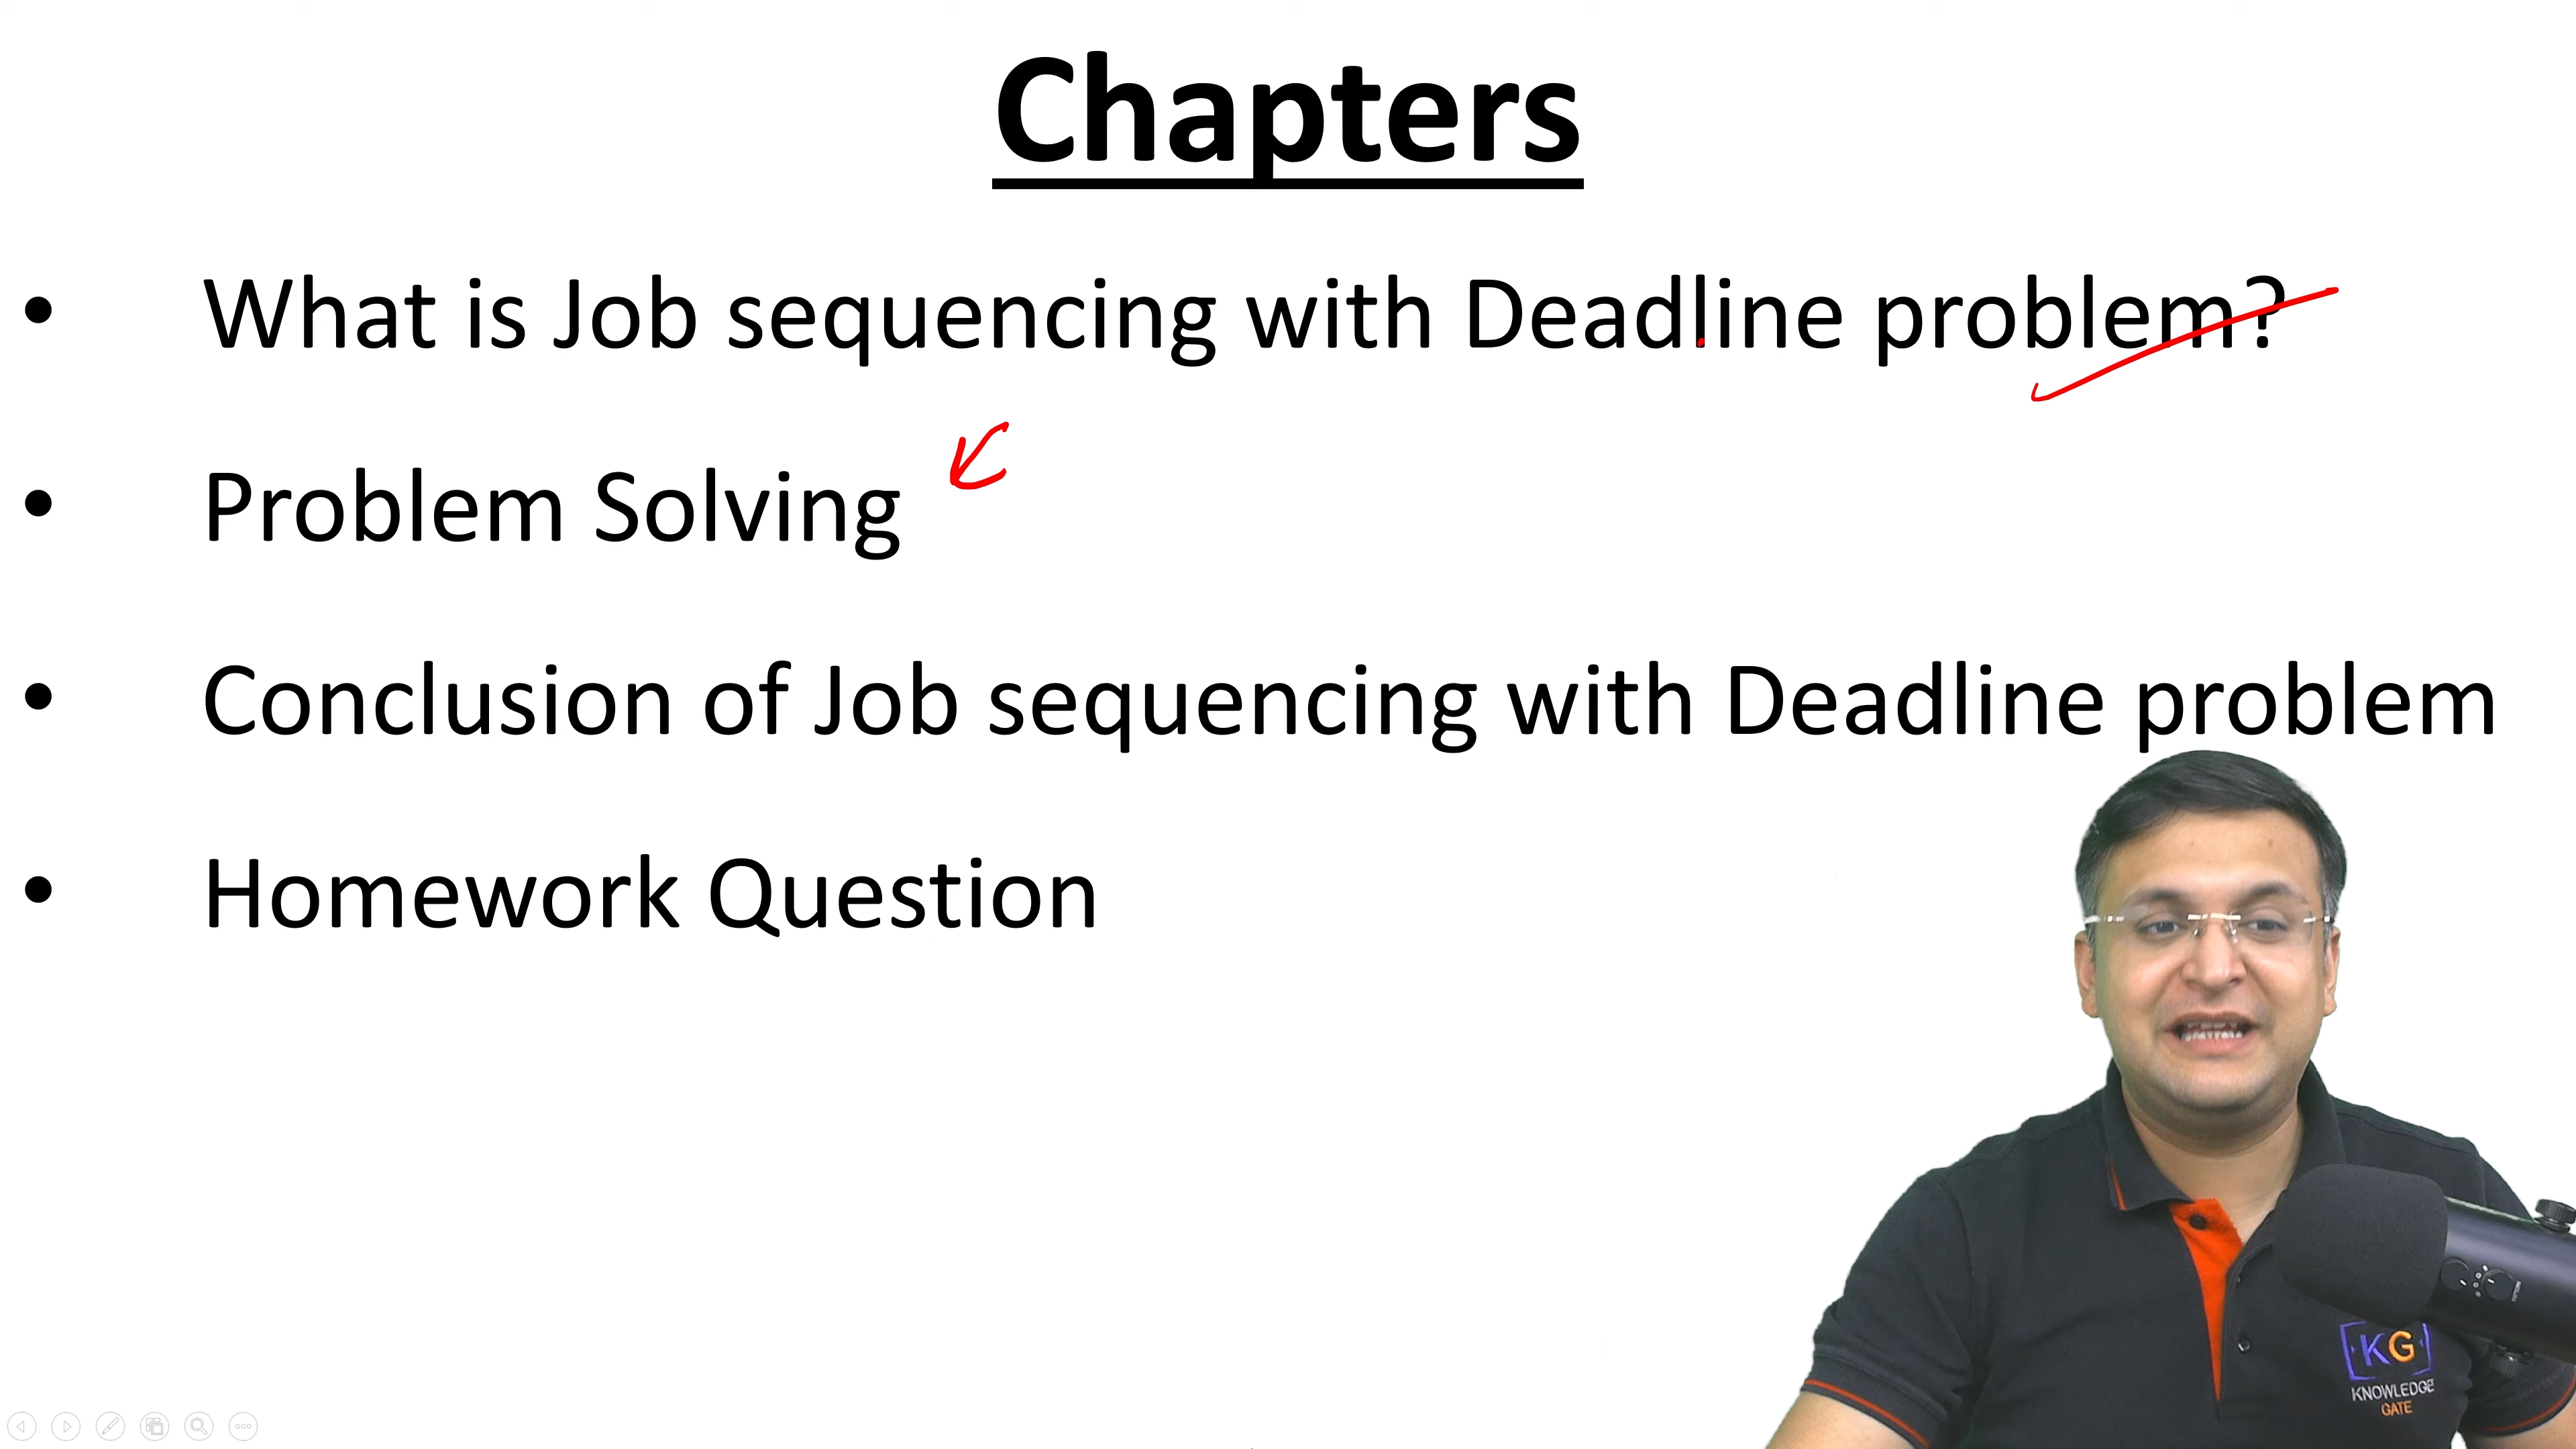 Chapters
• What is Job sequencing with Deadline problem?
• Problem Solving
• Conclusion of Job sequencing with Deadline problem
• Homework Question
KG
KNOWLEDGE
GATE